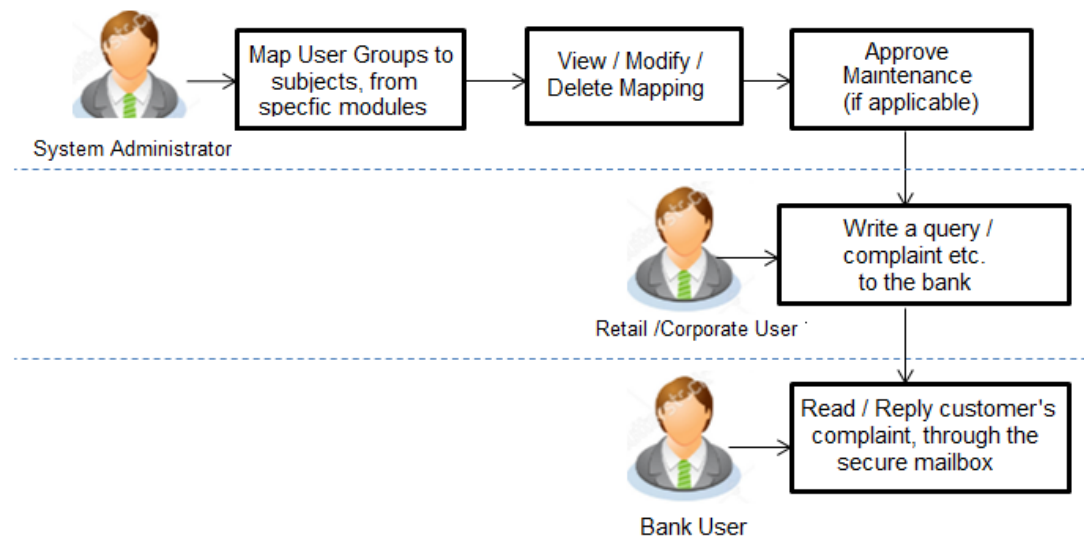 Map User Groups to
subjects, from
specfic modules
View / Modify /
Delete Mapping
Approve
Maintenance
(if applicable)
System Administrator
Write a query /
complaint etc.
to the bank
Retail /Corporate User
Read / Reply customer's
complaint, through the
secure mailbox
Bank User